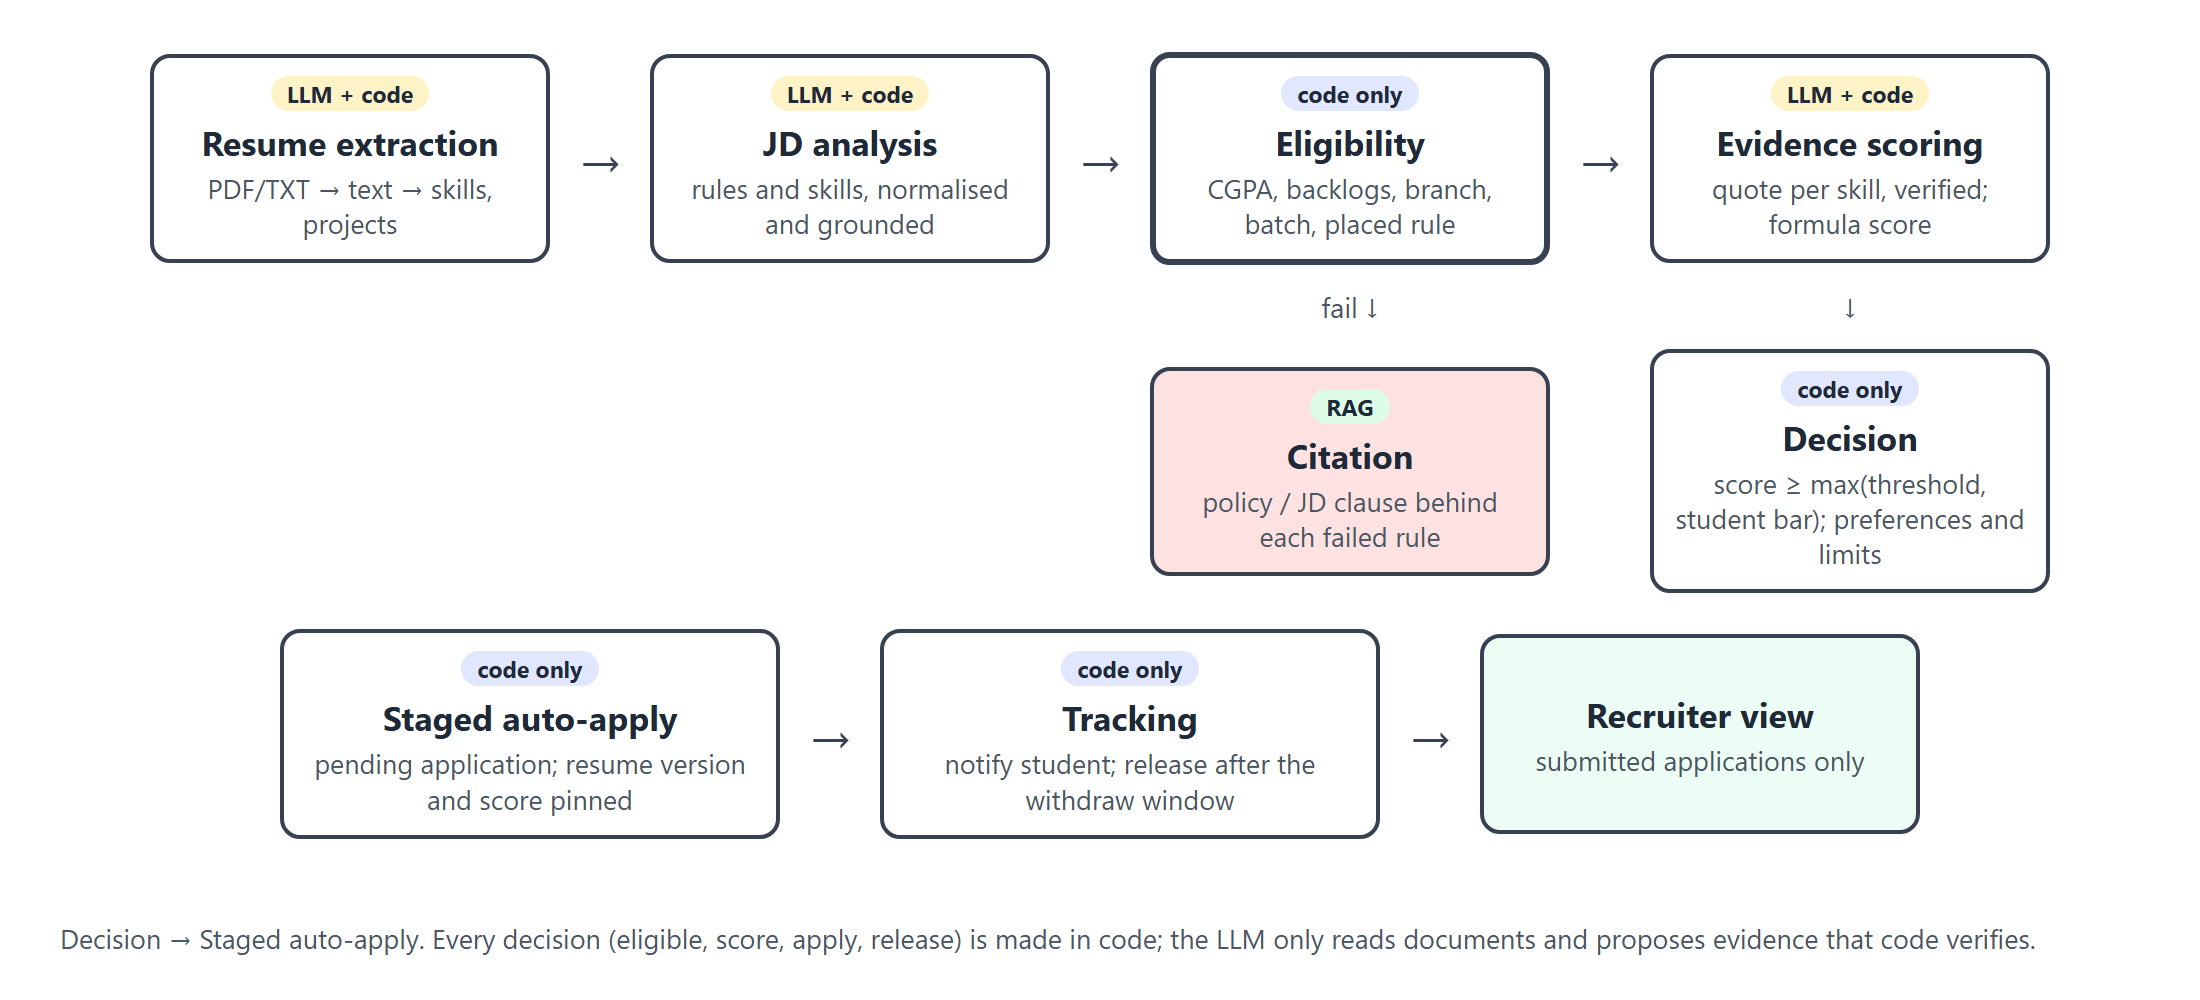 LLM + code
Resume extraction
PDF/TXT → text → skills,
projects
→
LLM + code
JD analysis
rules and skills, normalised
and grounded
→
code only
Eligibility
CGPA, backlogs, branch,
batch, placed rule
→
LLM + code
Evidence scoring
quote per skill, verified;
formula score
fail ↓
↓
RAG
Citation
policy / JD clause behind
each failed rule
code only
Decision
score ≥ max(threshold,
student bar); preferences and
limits
code only
Staged auto-apply
pending application; resume version
and score pinned
→
code only
Tracking
notify student; release after the
withdraw window
→
Recruiter view
submitted applications only
Decision → Staged auto-apply. Every decision (eligible, score, apply, release) is made in code; the LLM only reads documents and proposes evidence that code verifies.